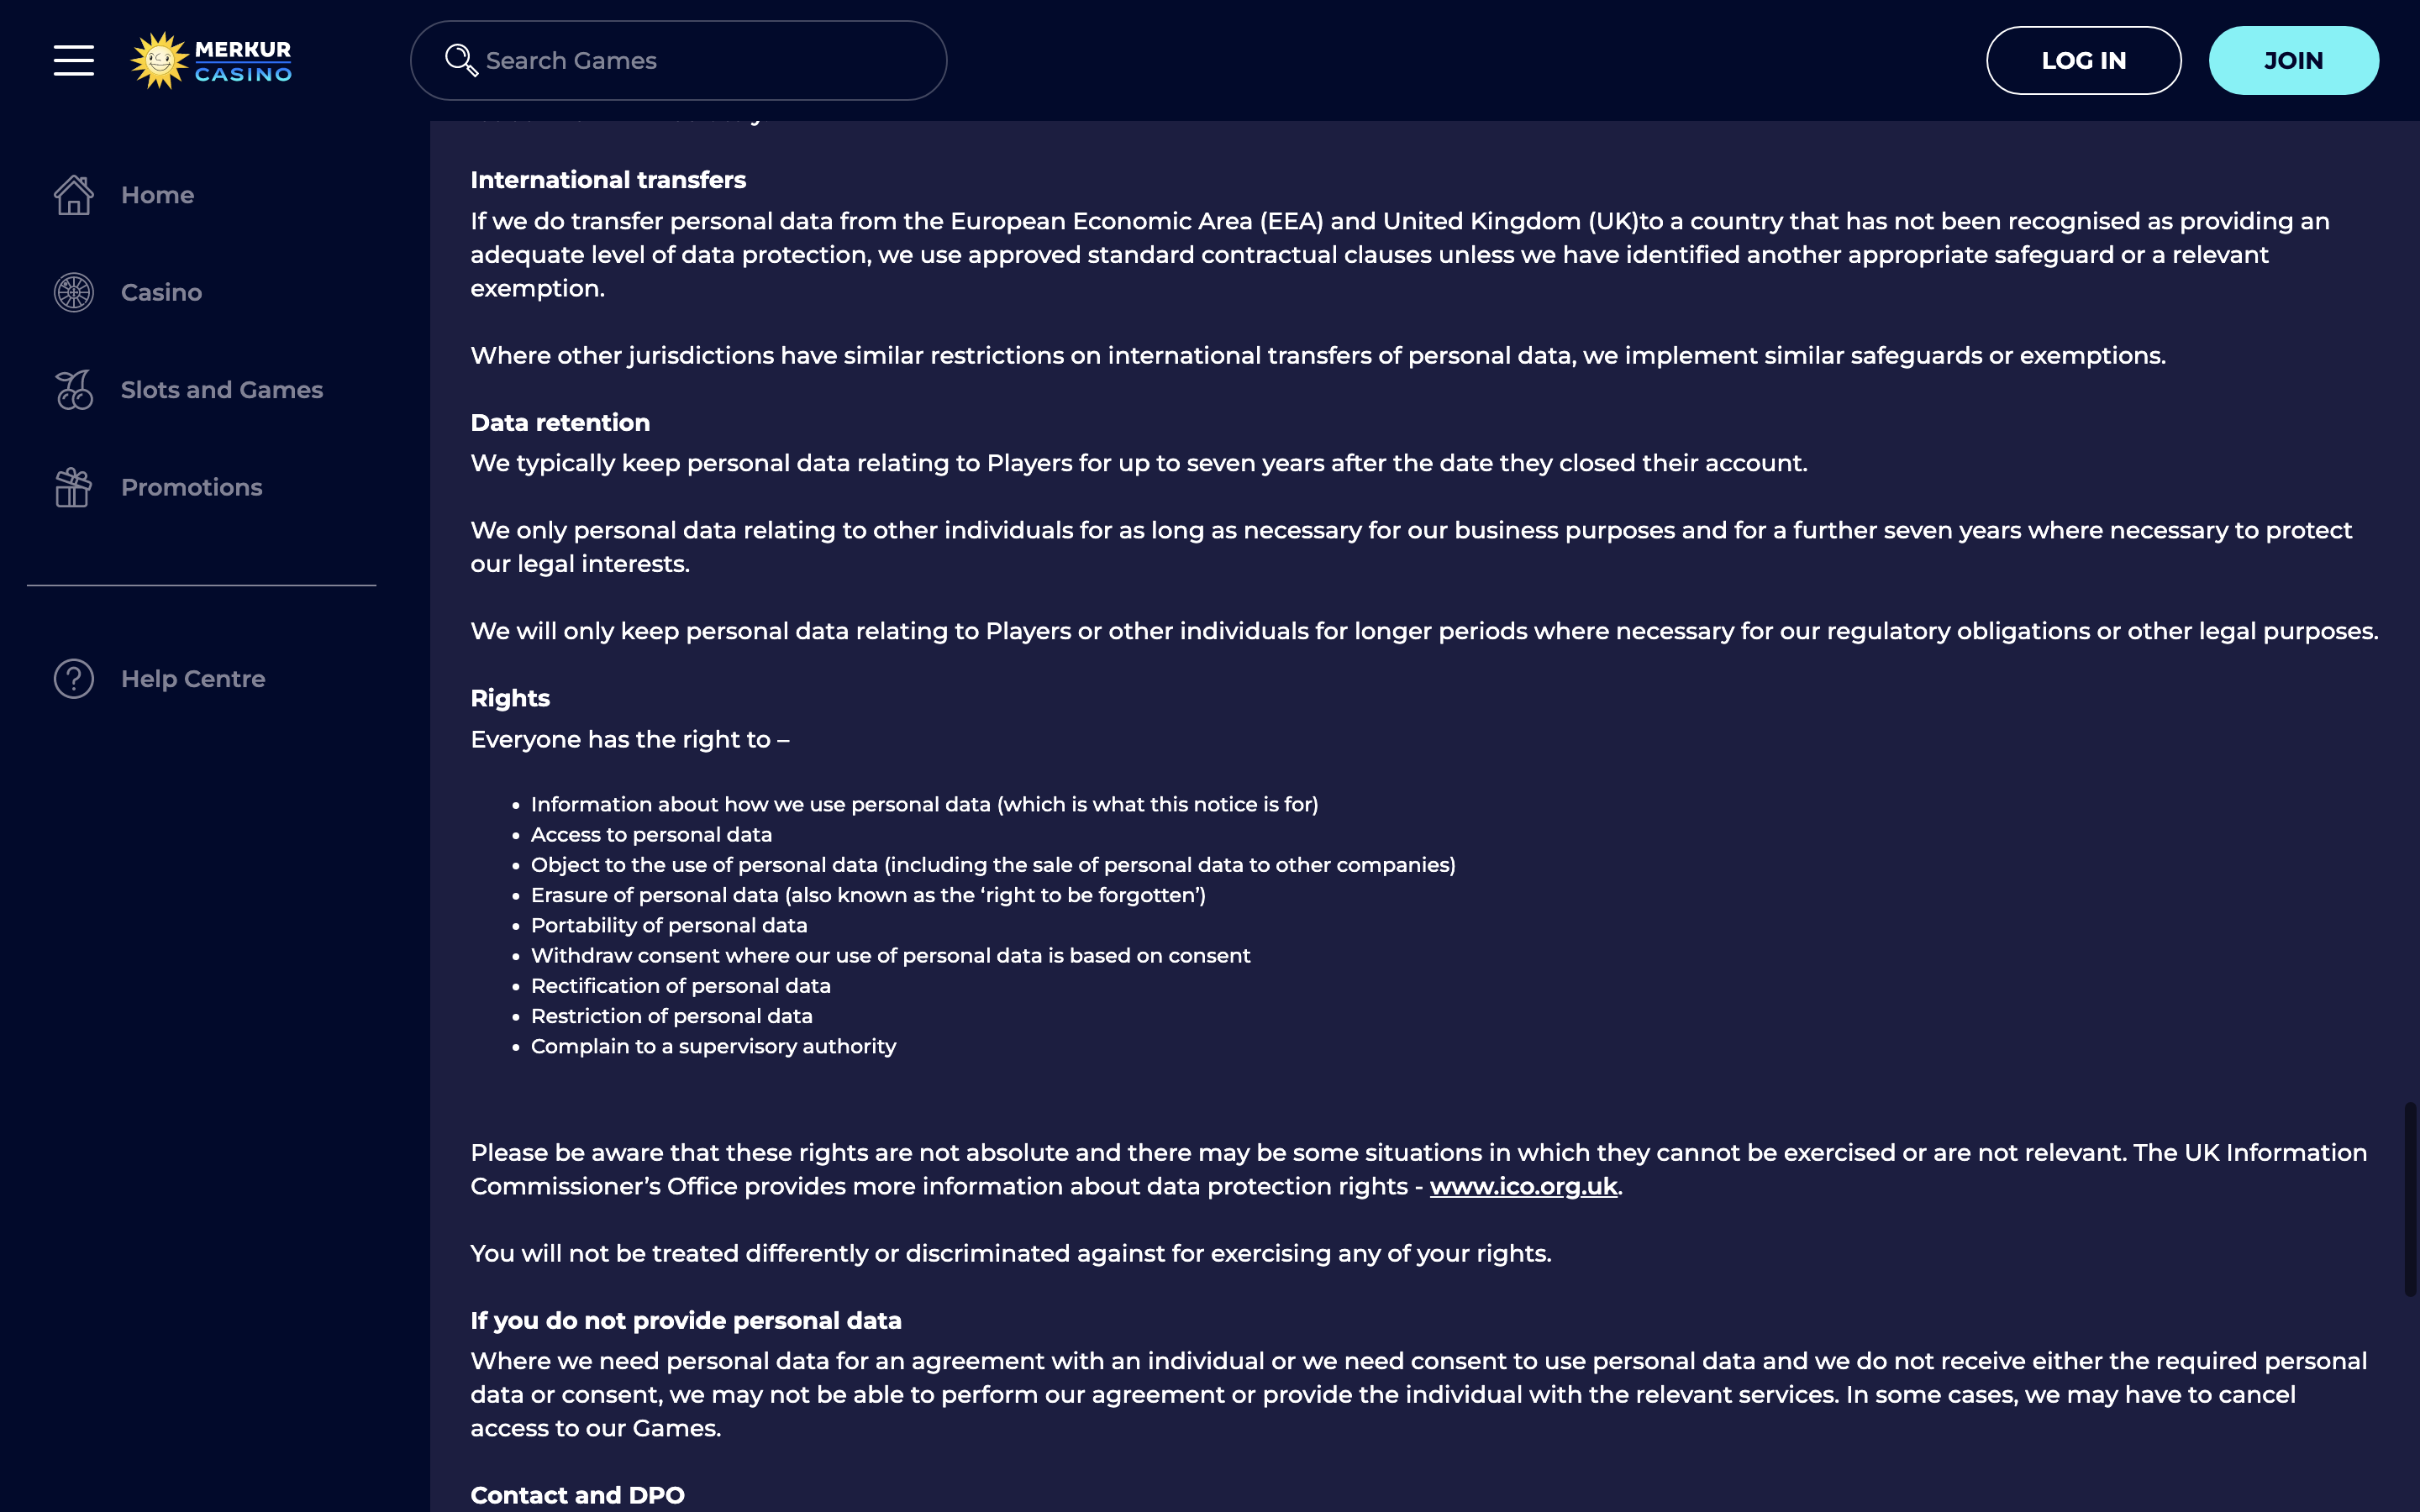 MERKUR
CASINO
Search Games
LOG IN
JOIN
Home
Casino
Slots and Games
Promotions
Help Centre
International transfers
If we do transfer personal data from the European Economic Area (EEA) and United Kingdom (UK)to a country that has not been recognised as providing an
adequate level of data protection, we use approved standard contractual clauses unless we have identified another appropriate safeguard or a relevant
exemption.
Where other jurisdictions have similar restrictions on international transfers of personal data, we implement similar safeguards or exemptions.
Data retention
We typically keep personal data relating to Players for up to seven years after the date they closed their account.
We only personal data relating to other individuals for as long as necessary for our business purposes and for a further seven years where necessary to protect
our legal interests.
We will only keep personal data relating to Players or other individuals for longer periods where necessary for our regulatory obligations or other legal purposes.
Rights
Everyone has the right to –
• Information about how we use personal data (which is what this notice is for)
• Access to personal data
• Object to the use of personal data (including the sale of personal data to other companies)
• Erasure of personal data (also known as the ‘right to be forgotten’)
• Portability of personal data
• Withdraw consent where our use of personal data is based on consent
• Rectification of personal data
• Restriction of personal data
• Complain to a supervisory authority
Please be aware that these rights are not absolute and there may be some situations in which they cannot be exercised or are not relevant. The UK Information
Commissioner’s Office provides more information about data protection rights - www.ico.org.uk.
You will not be treated differently or discriminated against for exercising any of your rights.
If you do not provide personal data
Where we need personal data for an agreement with an individual or we need consent to use personal data and we do not receive either the required personal
data or consent, we may not be able to perform our agreement or provide the individual with the relevant services. In some cases, we may have to cancel
access to our Games.
Contact and DPO